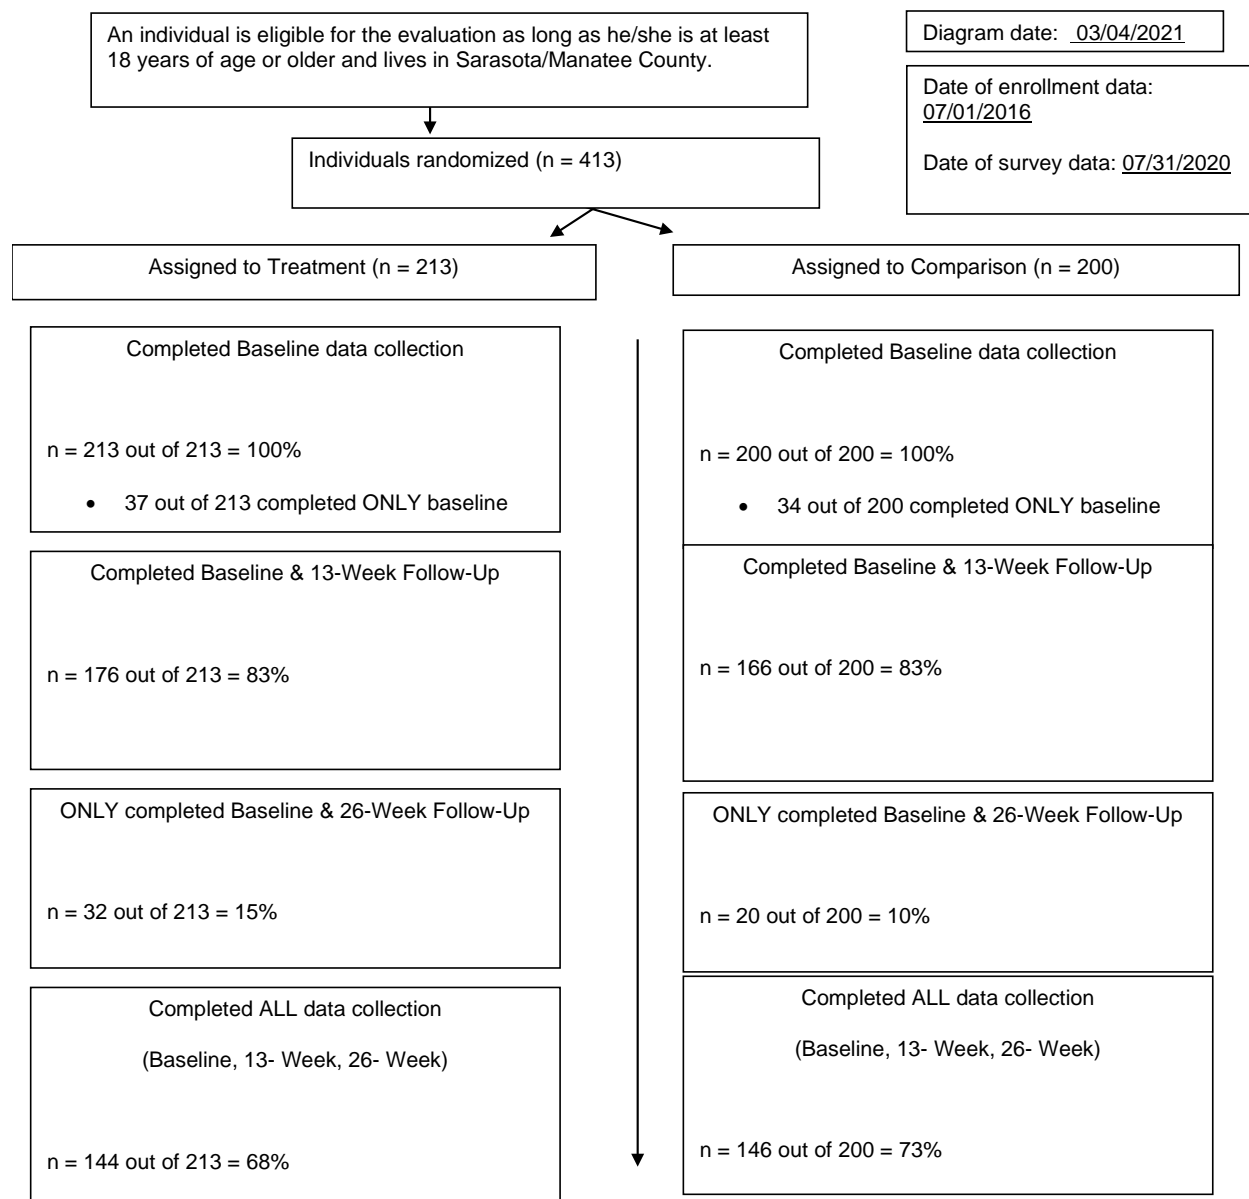 An individual is eligible for the evaluation as long as he/she is at least
18 years of age or older and lives in Sarasota/Manatee County.
Diagram date: 03/04/2021
Date of enrollment data:
07/01/2016
Date of survey data: 07/31/2020
Individuals randomized (n = 413)
Assigned to Treatment (n = 213)
Assigned to Comparison (n = 200)
Completed Baseline data collection
n = 213 out of 213 = 100%
• 37 out of 213 completed ONLY baseline
Completed Baseline data collection
n = 200 out of 200 = 100%
• 34 out of 200 completed ONLY baseline
Completed Baseline & 13-Week Follow-Up
n = 176 out of 213 = 83%
Completed Baseline & 13-Week Follow-Up
n = 166 out of 200 = 83%
ONLY completed Baseline & 26-Week Follow-Up
n = 32 out of 213 = 15%
ONLY completed Baseline & 26-Week Follow-Up
n = 20 out of 200 = 10%
Completed ALL data collection
(Baseline, 13- Week, 26- Week)
n = 144 out of 213 = 68%
Completed ALL data collection
(Baseline, 13- Week, 26- Week)
n = 146 out of 200 = 73%